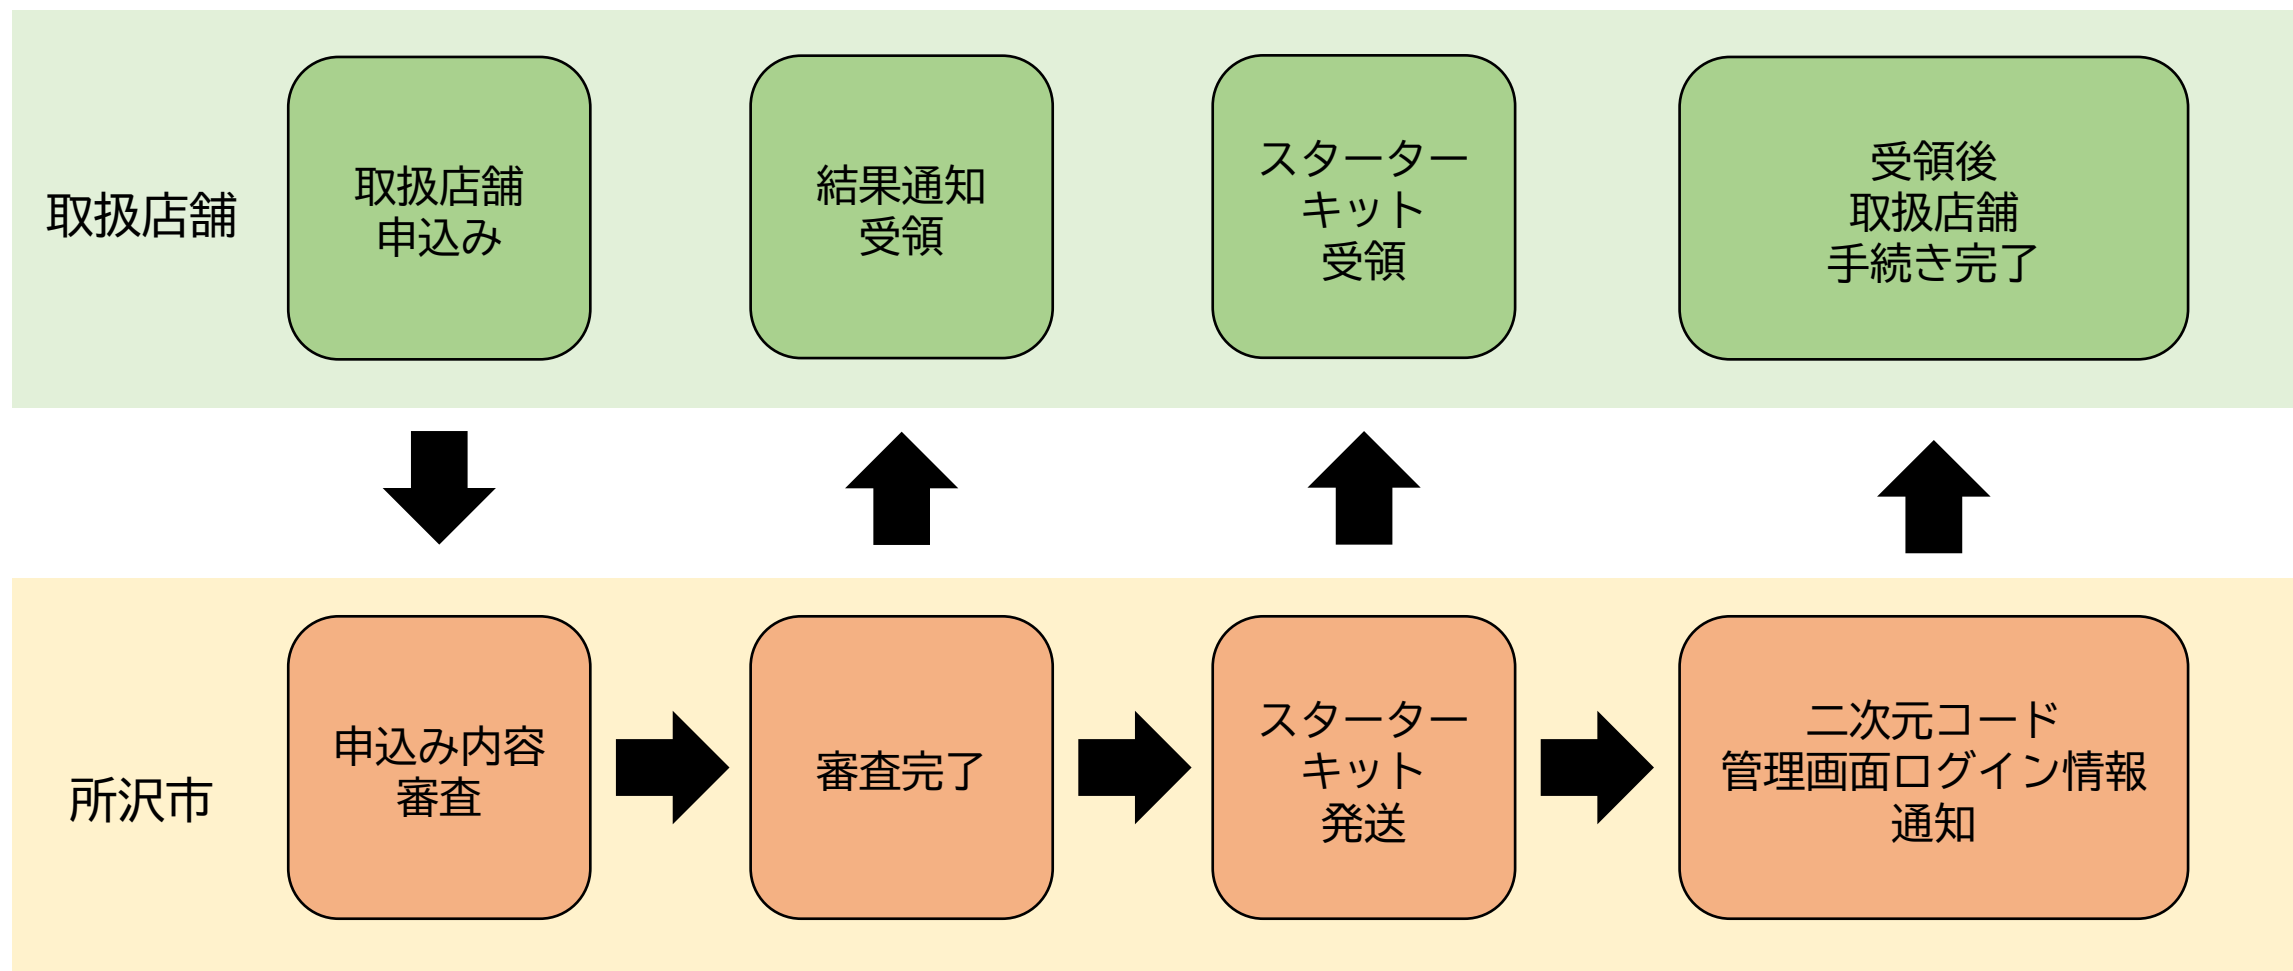 取扱店舗
取扱店舗
申込み
結果通知
受領
スターター
キット
受領
受領後
取扱店舗
手続き完了
所沢市
申込み内容
審査
審査完了
スターター
キット
発送
二次元コード
管理画面ログイン情報
通知